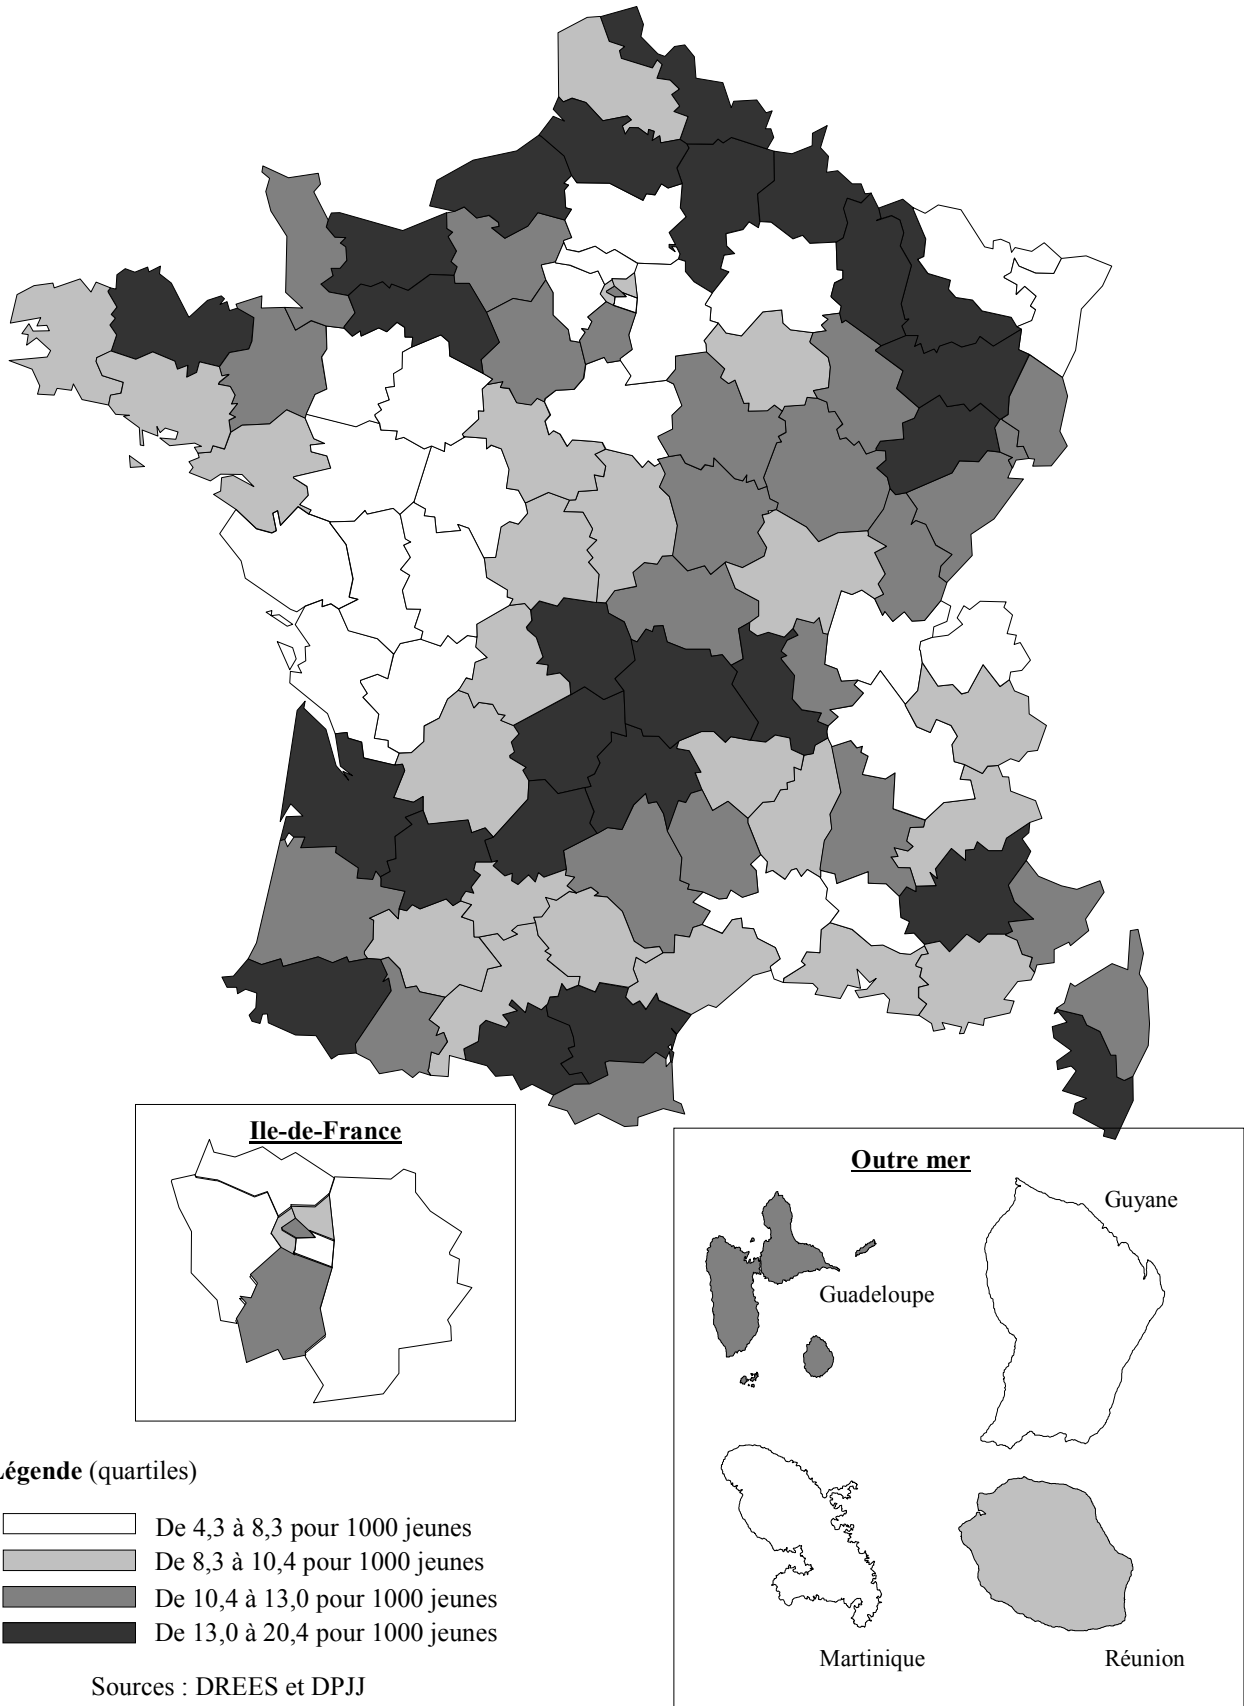 Ile-de-France
Outre mer
Guyane
Guadeloupe
Martinique
Réunion
Légende (quartiles)
De 4,3 à 8,3 pour 1000 jeunes
De 8,3 à 10,4 pour 1000 jeunes
De 10,4 à 13,0 pour 1000 jeunes
De 13,0 à 20,4 pour 1000 jeunes
Sources : DREES et DPJJ